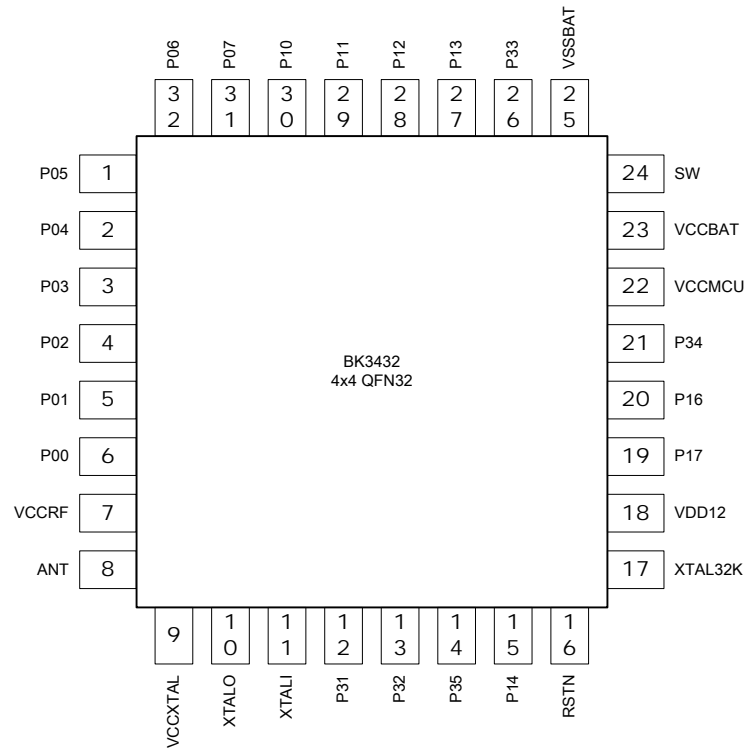 P06 P07 P10 P11 P12 P13 P33 VSSBAT
32 31 30 29 28 27 26 25
P05 1 24 SW
P04 2 23 VCCBAT
P03 3 22 VCCMCU
P02 4 21 P34
BK3432
4x4 QFN32
P01 5 20 P16
P00 6 19 P17
VCCRF 7 18 VDD12
ANT 8 17 XTAL32K
9 10 11 12 13 14 15 16
VCCXTAL XTALO XTALI P31 P32 P35 P14 RSTN